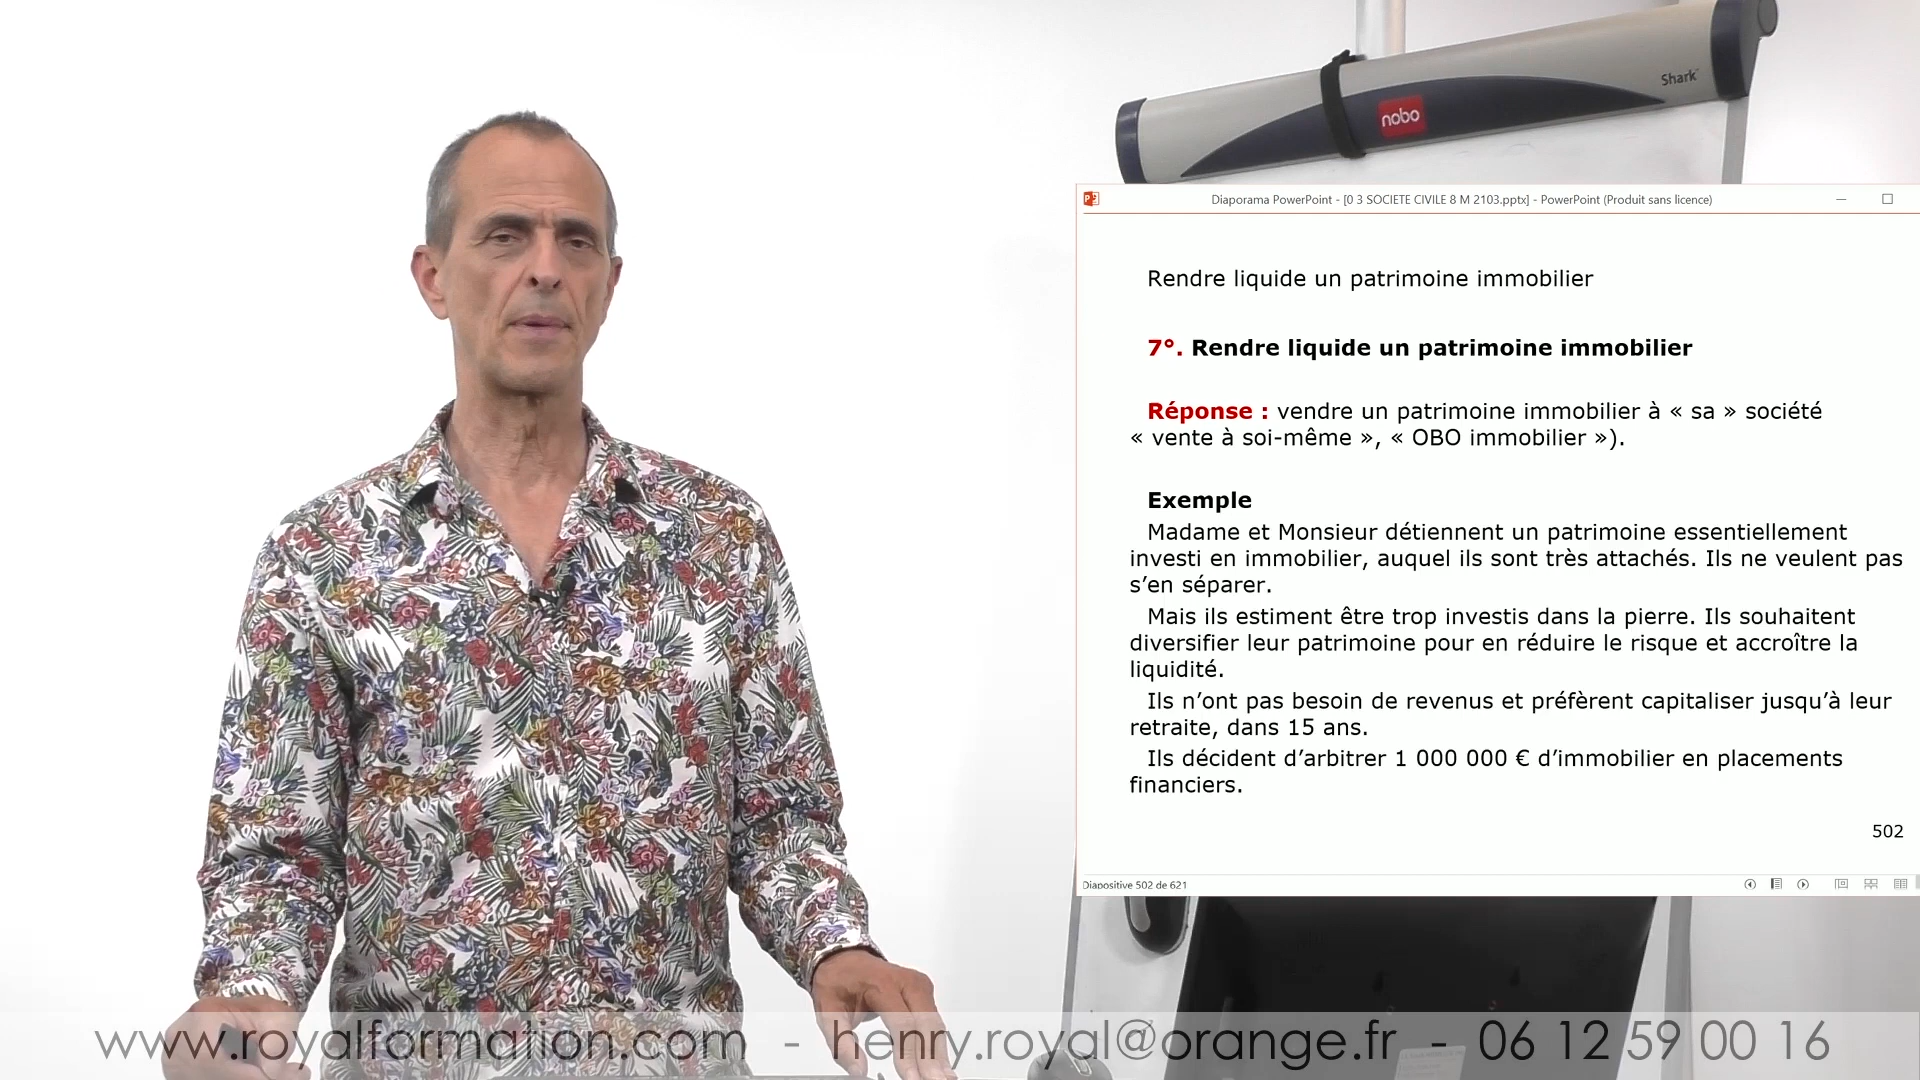 Shark
nobo
Diaporama PowerPoint - [0 3 SOCIETE CIVILE 8 M 2103.pptx] - PowerPoint (Produit sans licence)
Rendre liquide un patrimoine immobilier
7°. Rendre liquide un patrimoine immobilier
Réponse : vendre un patrimoine immobilier à « sa » société
« vente à soi-même », « OBO immobilier »).
Exemple
Madame et Monsieur détiennent un patrimoine essentiellement
investi en immobilier, auquel ils sont très attachés. Ils ne veulent pas
s’en séparer.
Mais ils estiment être trop investis dans la pierre. Ils souhaitent
diversifier leur patrimoine pour en réduire le risque et accroître la
liquidité.
Ils n’ont pas besoin de revenus et préfèrent capitaliser jusqu’à leur
retraite, dans 15 ans.
Ils décident d’arbitrer 1 000 000 € d’immobilier en placements
financiers.
502
Diapositive 502 de 621
www.royalformation.com - henry.royal@orange.fr - 06 12 59 00 16